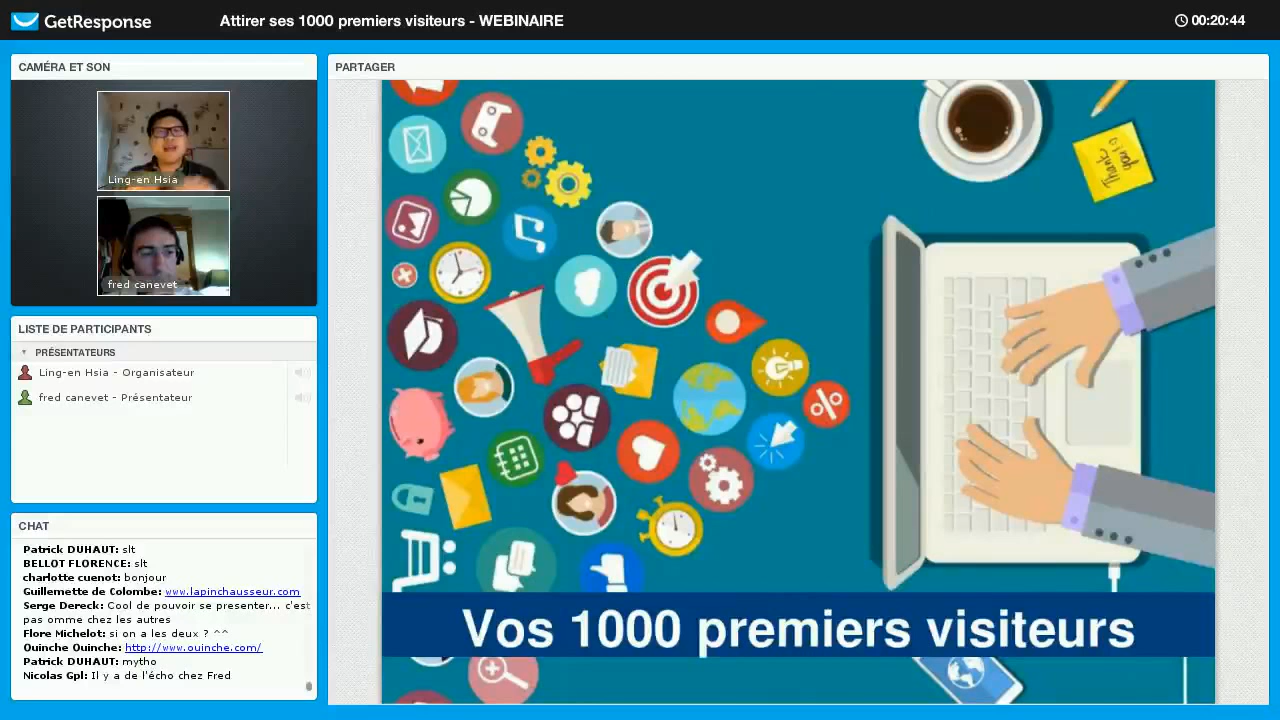 GetResponse
Attirer ses 1000 premiers visiteurs - WEBINAIRE
00:20:44
CAMÉRA ET SON
Ling-en Hsia
fred canevet
LISTE DE PARTICIPANTS
PRÉSENTATEURS
Ling-en Hsia - Organisateur
fred canevet - Présentateur
CHAT
Patrick DUHAUT: slt
BELLOT FLORENCE: slt
charlotte cuenot: bonjour
Guillemette de Colombe: www.lapinchausseur.com
Serge Dereck: Cool de pouvoir se presenter... c'est
pas omme chez les autres
Flore Michelot: si on a les deux ? ^^
Ouinche Ouinche: http://www.ouinche.com/
Patrick DUHAUT: mytho
Nicolas Gpl: Il y a de l'écho chez Fred
PARTAGER
Thank
you! :)
%
Vos 1000 premiers visiteurs